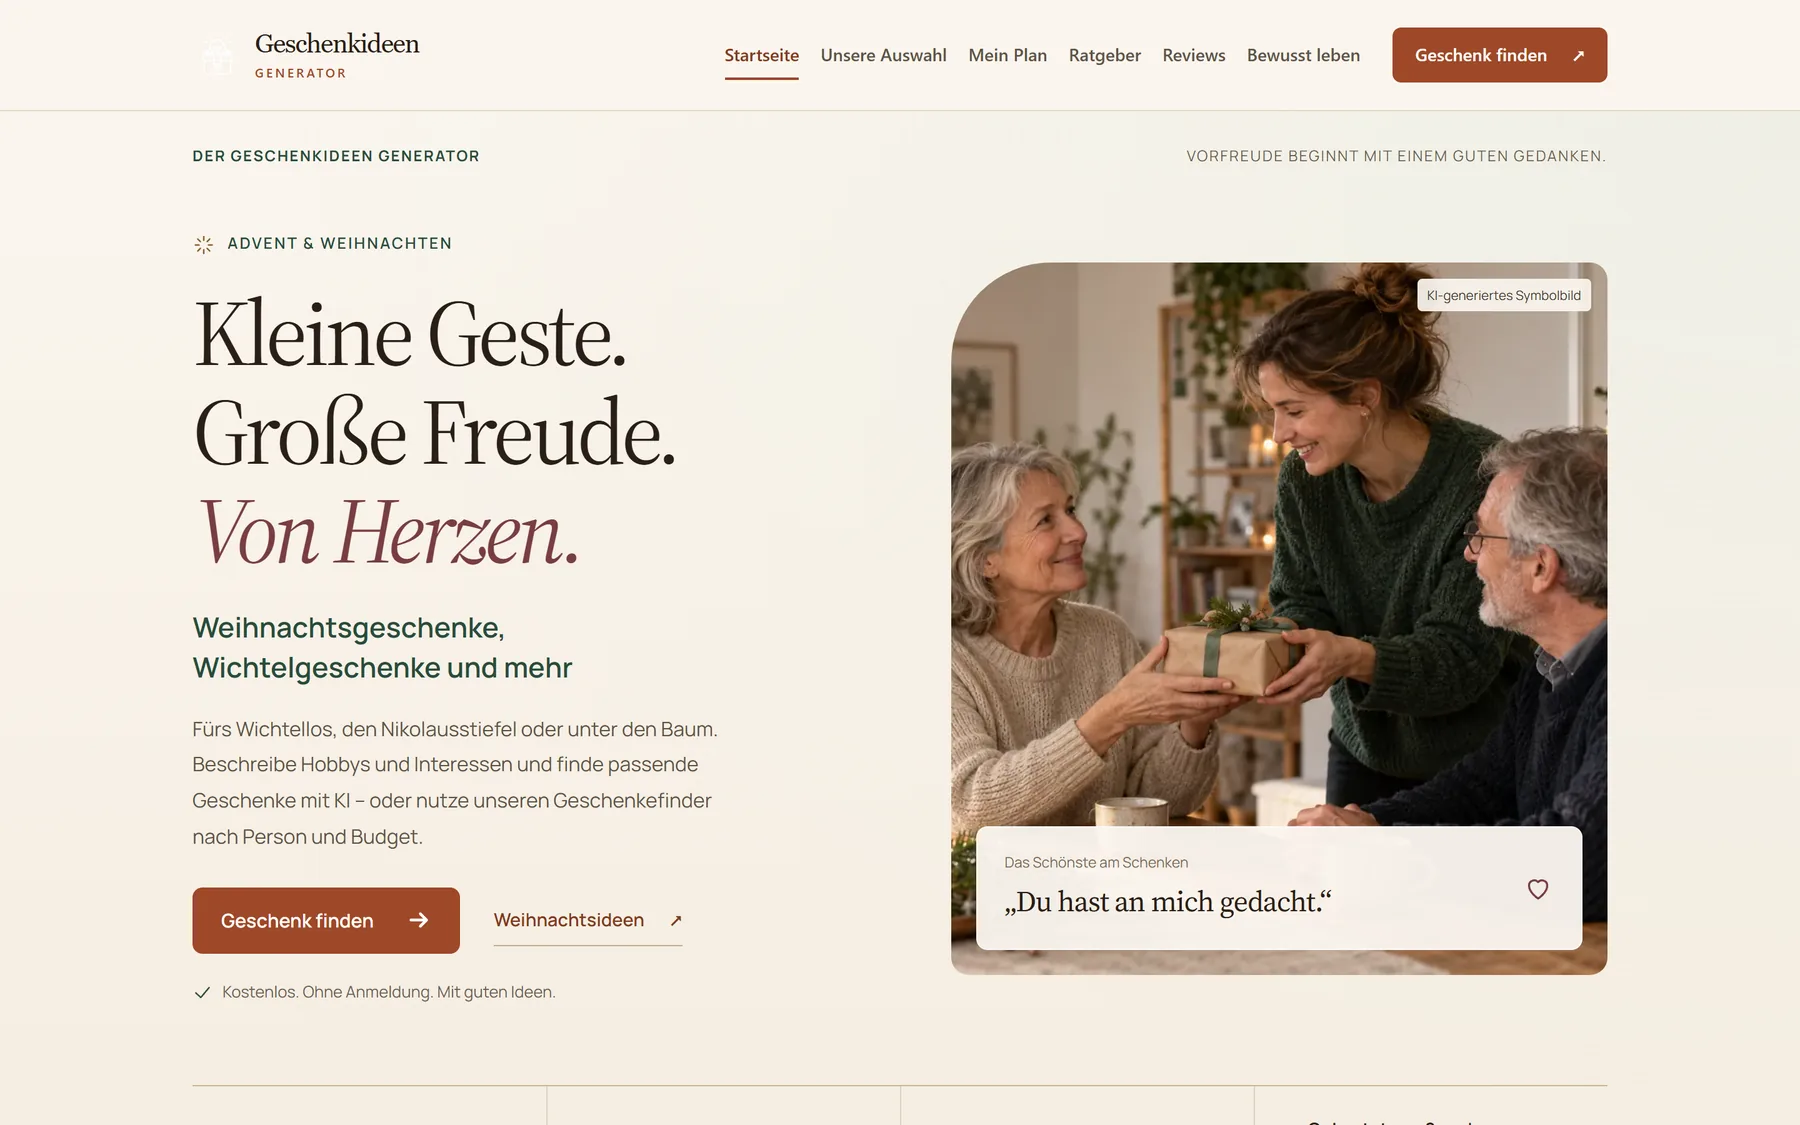 Geschenkideen
GENERATOR
Startseite
Unsere Auswahl
Mein Plan
Ratgeber
Reviews
Bewusst leben
Geschenk finden ↗
DER GESCHENKIDEEN GENERATOR
VORFREUDE BEGINNT MIT EINEM GUTEN GEDANKEN.
ADVENT & WEIHNACHTEN
Kleine Geste.
Große Freude.
Von Herzen.
Weihnachtsgeschenke,
Wichtelgeschenke und mehr
Fürs Wichtellos, den Nikolausstiefel oder unter den Baum.
Beschreibe Hobbys und Interessen und finde passende
Geschenke mit KI – oder nutze unseren Geschenkefinder
nach Person und Budget.
Geschenk finden →
Weihnachtsideen ↗
Kostenlos. Ohne Anmeldung. Mit guten Ideen.
KI-generiertes Symbolbild
Das Schönste am Schenken
„Du hast an mich gedacht.“